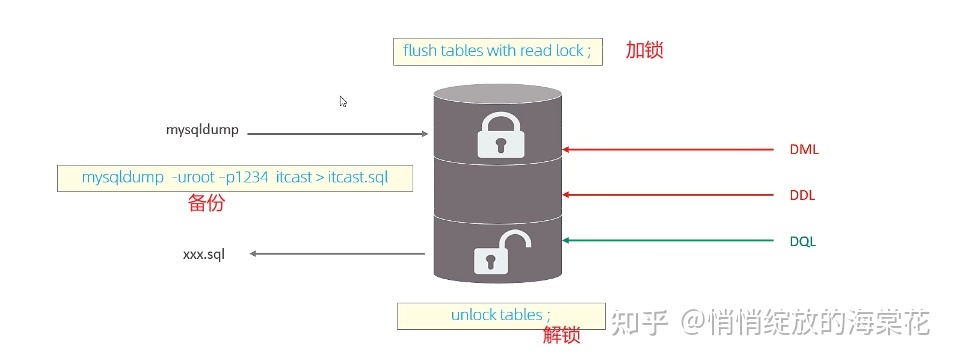 flush tables with read lock ;
加锁
mysqldump
DML
mysqldump -uroot -p1234 itcast > itcast.sql
DDL
备份
DQL
xxx.sql
unlock tables ;
解锁
知乎 @悄悄绽放的海棠花